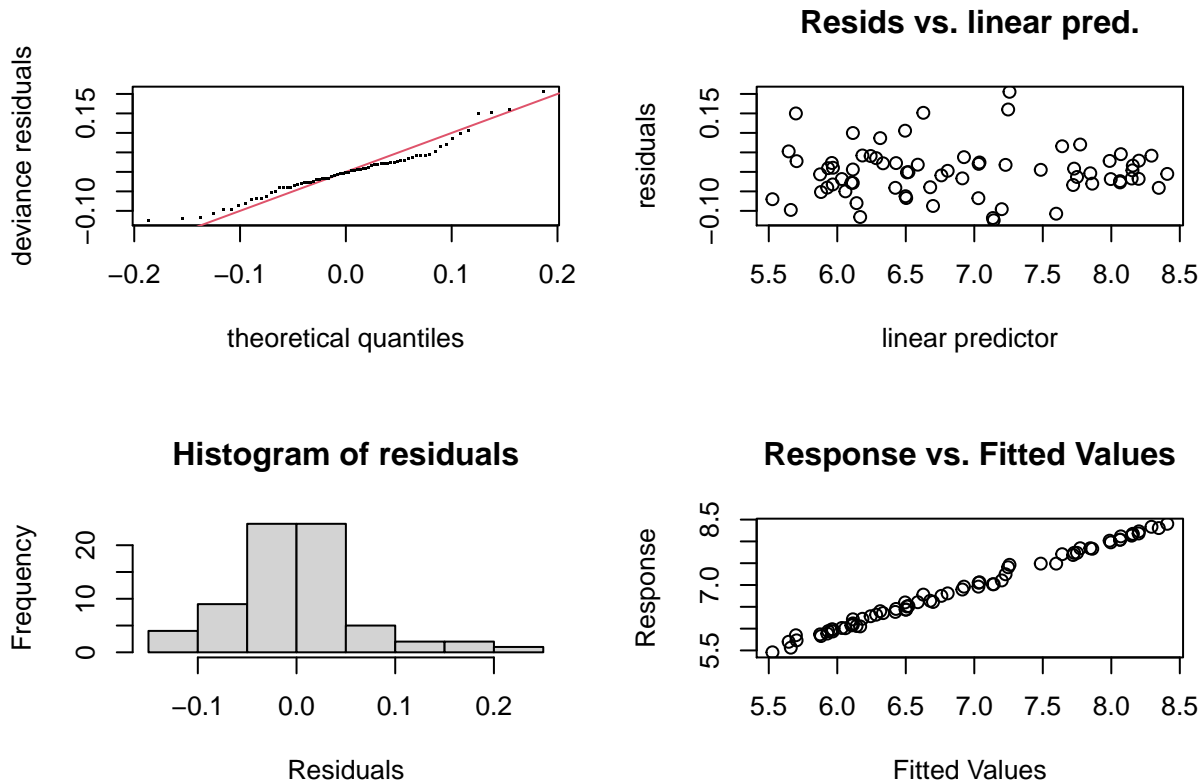 deviance residuals
−0.10 0.15
−0.2 −0.1 0.0 0.1 0.2
theoretical quantiles
Resids vs. linear pred.
residuals
−0.10 0.15
5.5 6.0 6.5 7.0 7.5 8.0 8.5
linear predictor
Histogram of residuals
Frequency
0 10 20
−0.1 0.0 0.1 0.2
Residuals
Response vs. Fitted Values
Response
5.5 7.0 8.5
5.5 6.0 6.5 7.0 7.5 8.0 8.5
Fitted Values